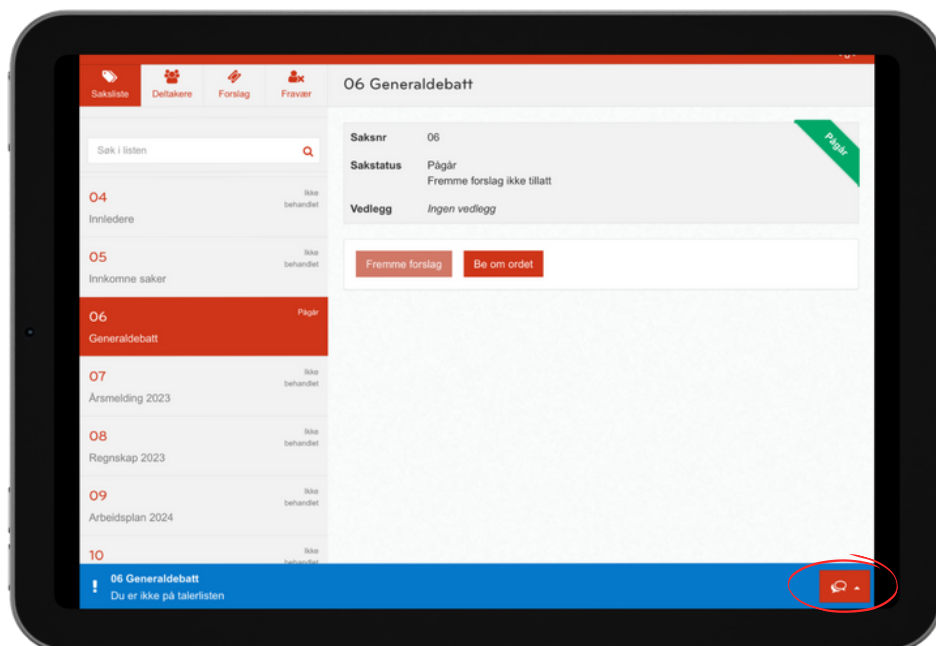 Saksliste
Deltakere
Forslag
Fravær
Søk i listen
04
Ikke
behandlet
Innledere
05
Ikke
behandlet
Innkomne saker
06
Pågår
Generaldebatt
07
Ikke
behandlet
Årsmelding 2023
08
Ikke
behandlet
Regnskap 2023
09
Ikke
behandlet
Arbeidsplan 2024
10
Ikke
behandlet
06 Generaldebatt
Saksnr 06
Pågår
Sakstatus Pågår
Fremme forslag ikke tillatt
Vedlegg Ingen vedlegg
Fremme forslag Be om ordet
! 06 Generaldebatt
Du er ikke på talerlisten